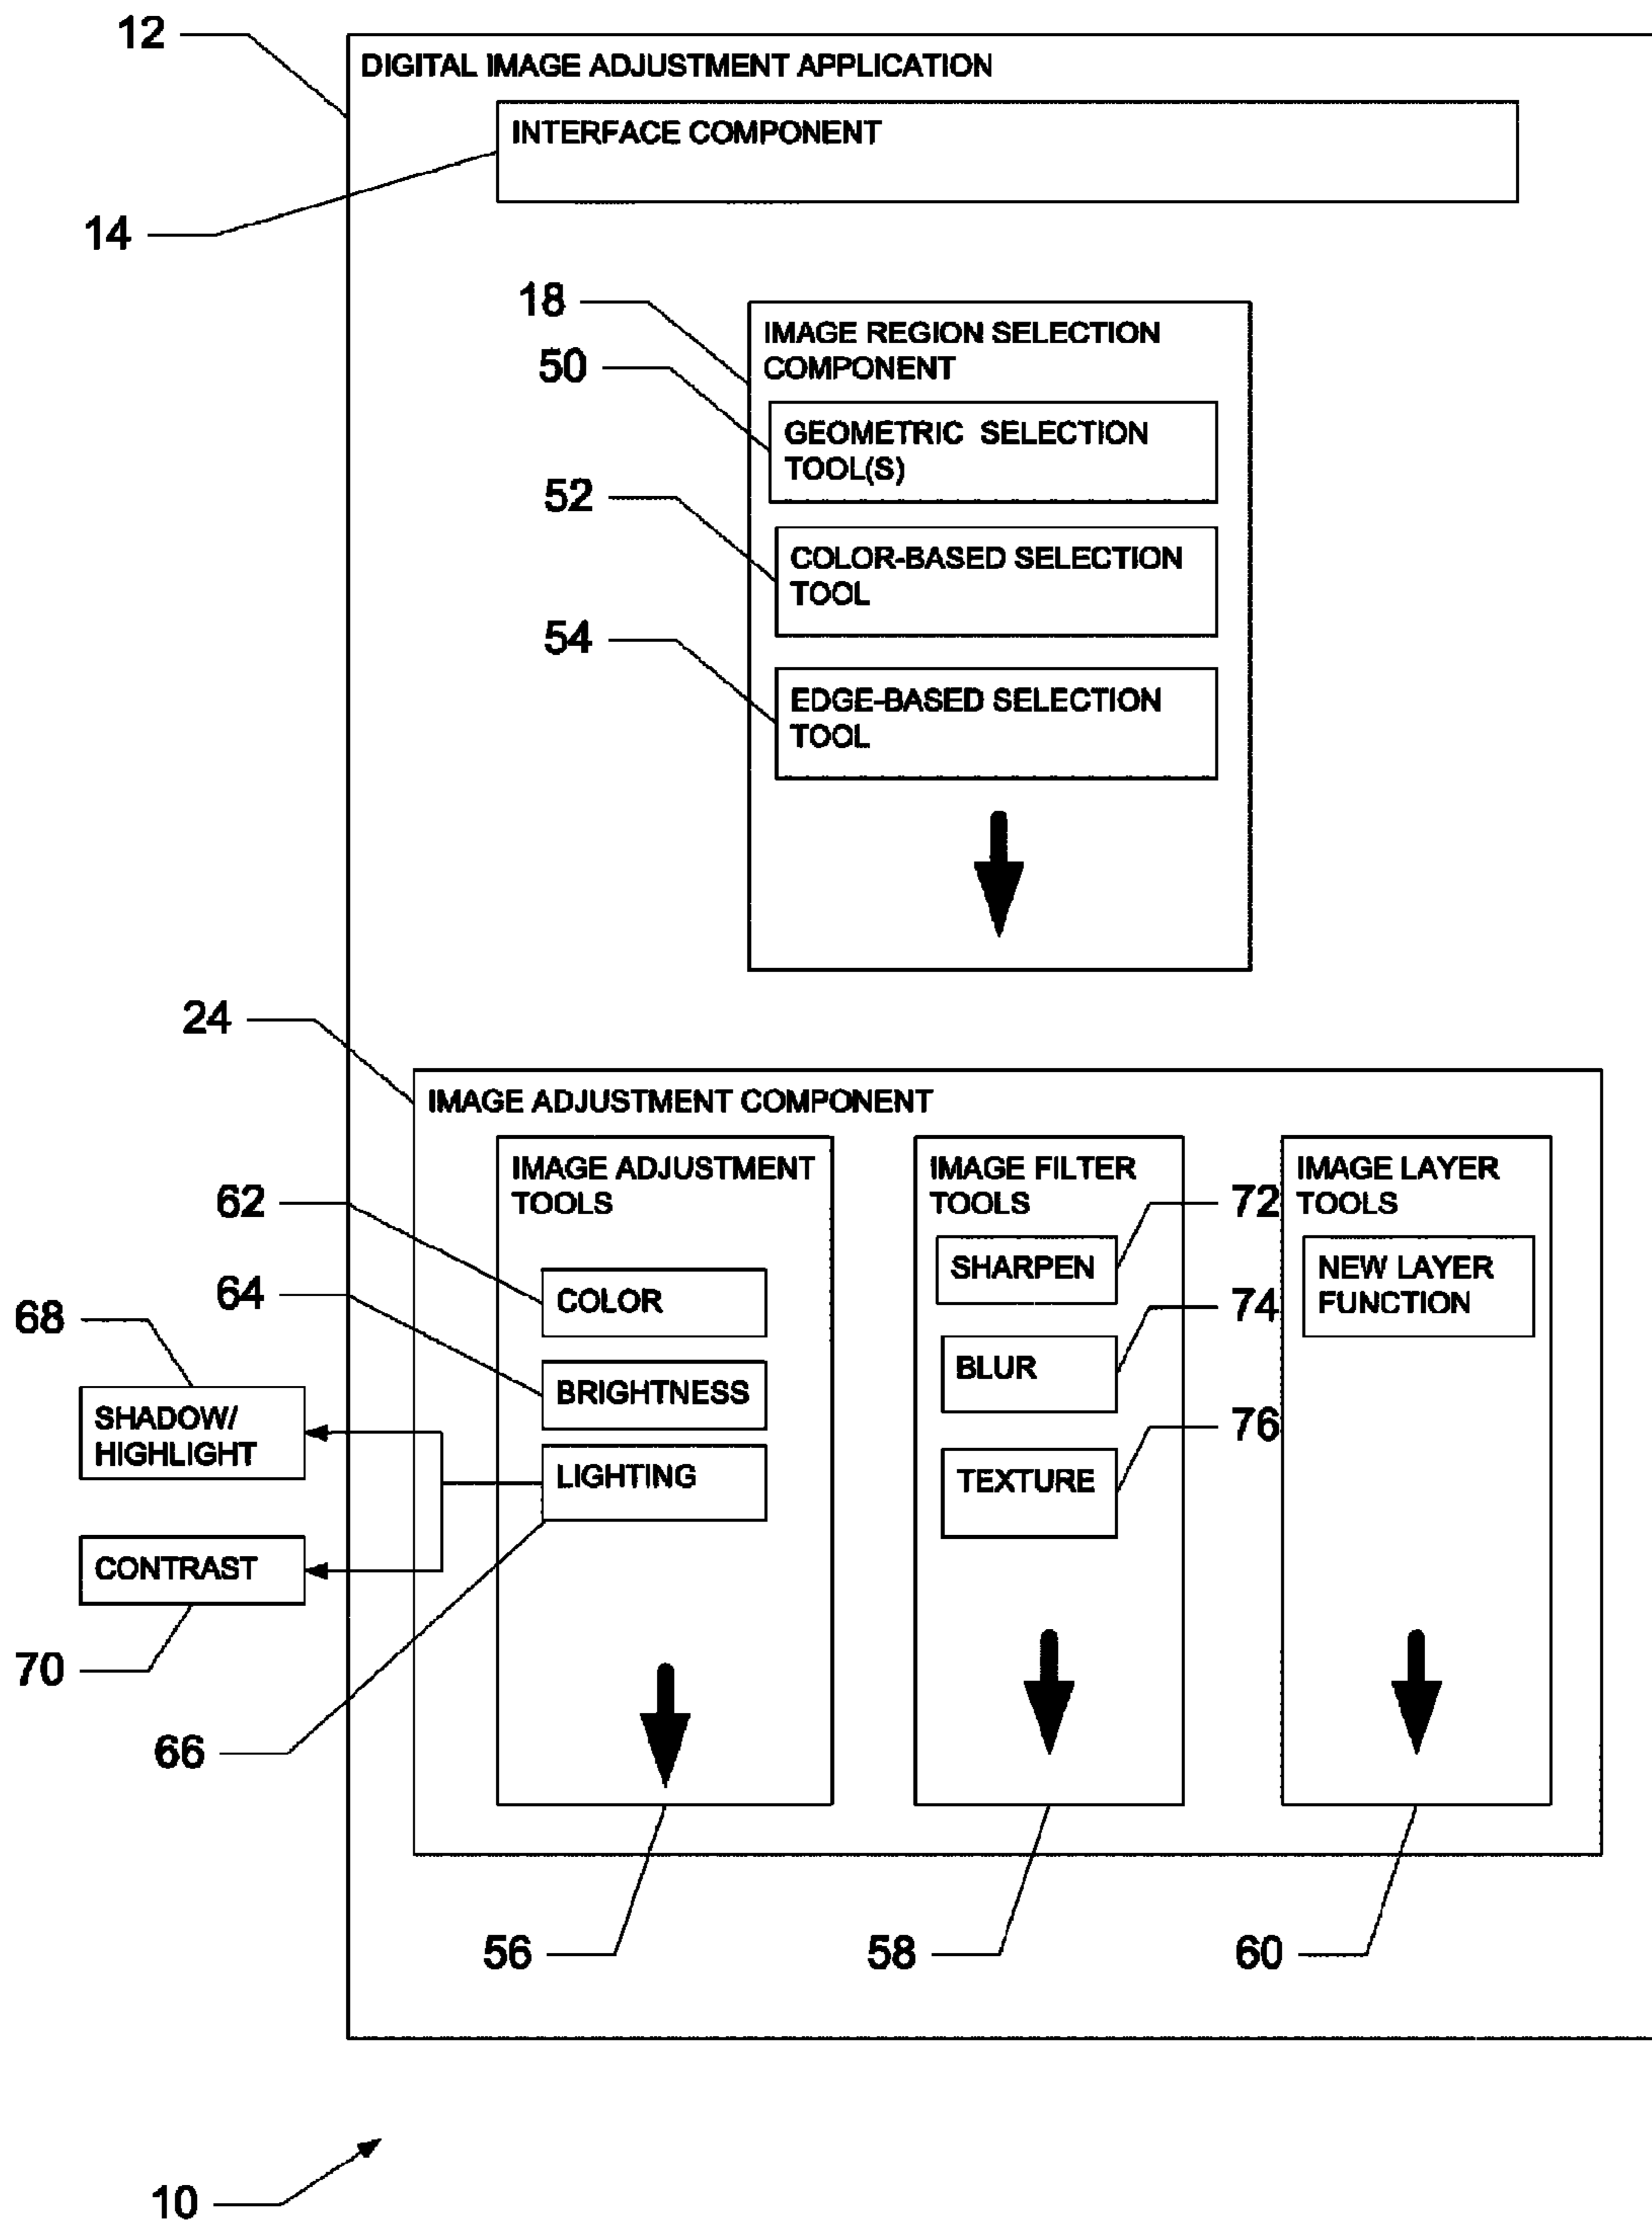 12
DIGITAL IMAGE ADJUSTMENT APPLICATION
INTERFACE COMPONENT
14
18
IMAGE REGION SELECTION
COMPONENT
50
GEOMETRIC SELECTION
TOOL(S)
52
COLOR-BASED SELECTION
TOOL
54
EDGE-BASED SELECTION
TOOL
24
IMAGE ADJUSTMENT COMPONENT
IMAGE ADJUSTMENT
TOOLS
62
COLOR
64
BRIGHTNESS
LIGHTING
68
SHADOW/
HIGHLIGHT
CONTRAST
70
66
IMAGE FILTER
TOOLS
72
SHARPEN
74
BLUR
76
TEXTURE
IMAGE LAYER
TOOLS
NEW LAYER
FUNCTION
56
58
60
10